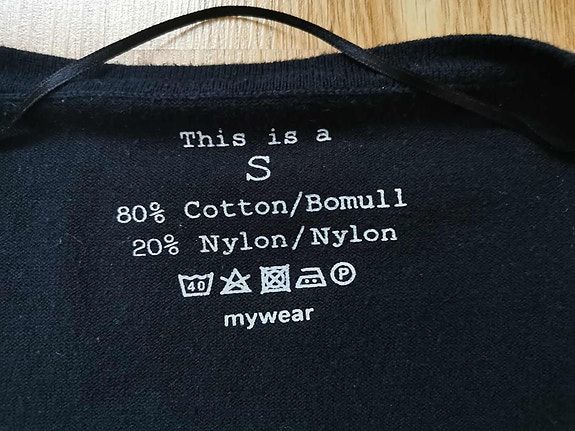 This is a
S
80% Cotton/Bomull
20% Nylon/Nylon
40 P
mywear